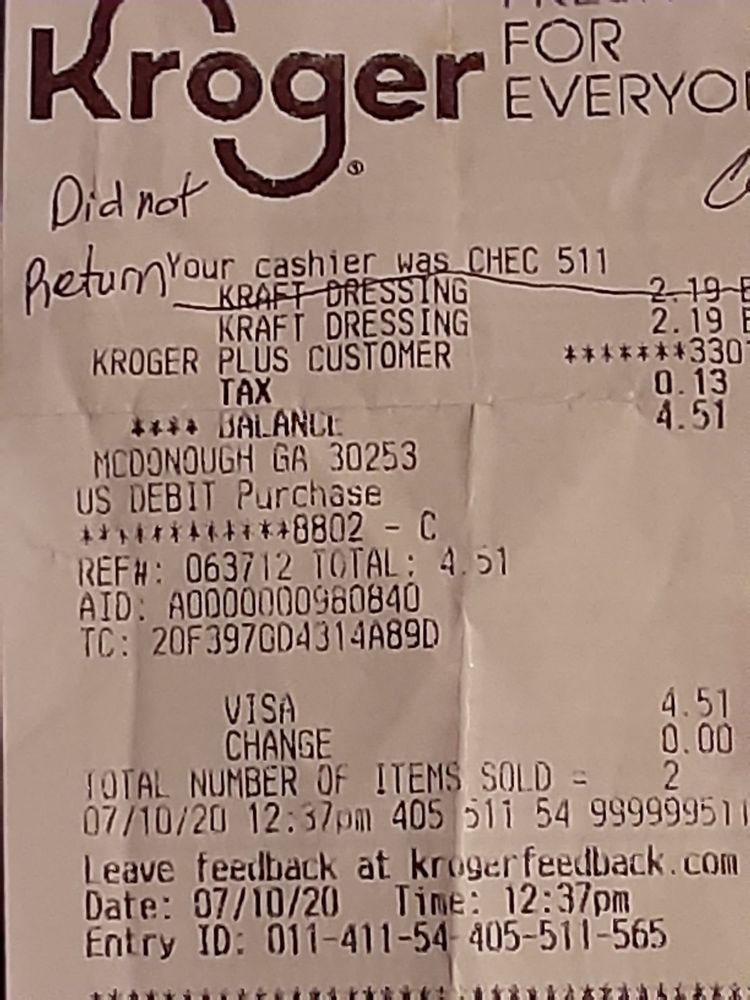 Kroger
FOR
Did not
Return
Your cashier was CHEC 511
KRAFT DRESSING 2.19
KRAFT DRESSING 2.19
KROGER PLUS CUSTOMER *******330
TAX 0.13
**** BALANCE 4.51
MCDONOUGH GA 30253
US DEBIT Purchase
************8802 - C
REF#: 063712 TOTAL: 4.51
AID: A0000000980840
TC:
VISA 4.51
CHANGE 0.00
TOTAL NUMBER OF ITEMS SOLD = 2
07/10/20 12:37pm 405 511 54 999999511
Leave feedback at krogerfeedback.com
Date: 07/10/20 Time: 12:37pm
Entry ID: 011-411-54-405-511-565